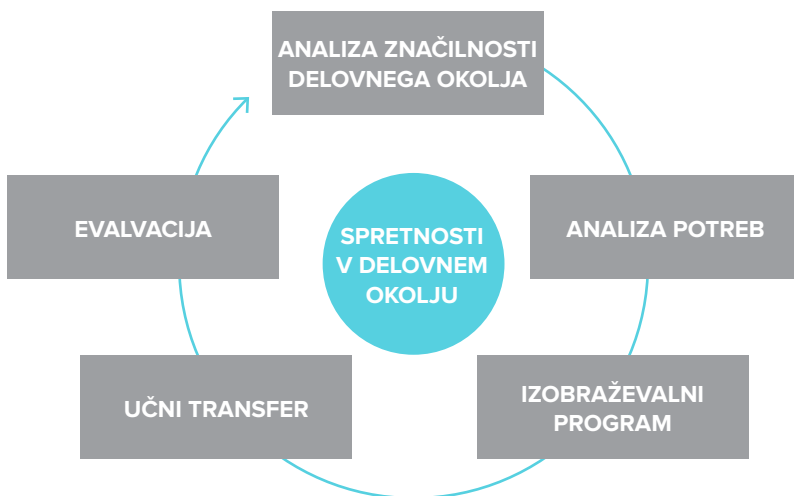 ANALIZA ZNAČILNOSTI
DELOVNEGA OKOLJA
EVALVACIJA
SPRETNOSTI
V DELOVNEM
OKOLJU
ANALIZA POTREB
UČNI TRANSFER
IZOBRAŽEVALNI
PROGRAM